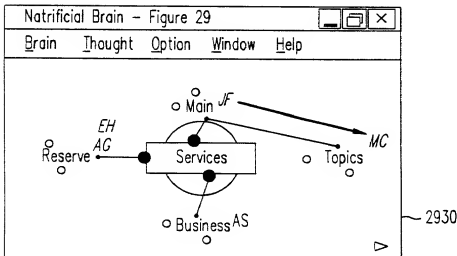 Natrificial Brain - Figure 29
Brain Thought Option Window Help
Main JF
EH
AG
MC
Reserve
Services
Topics
Business AS
2930